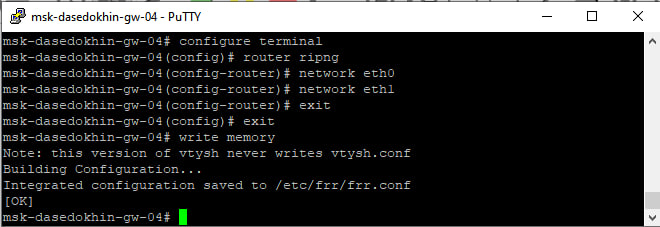 msk-dasedokhin-gw-04 - PuTTY
msk-dasedokhin-gw-04# configure terminal
msk-dasedokhin-gw-04(config)# router ripng
msk-dasedokhin-gw-04(config-router)# network eth0
msk-dasedokhin-gw-04(config-router)# network eth1
msk-dasedokhin-gw-04(config-router)# exit
msk-dasedokhin-gw-04(config)# exit
msk-dasedokhin-gw-04# write memory
Note: this version of vtysh never writes vtysh.conf
Building Configuration...
Integrated configuration saved to /etc/frr/frr.conf
[OK]
msk-dasedokhin-gw-04#